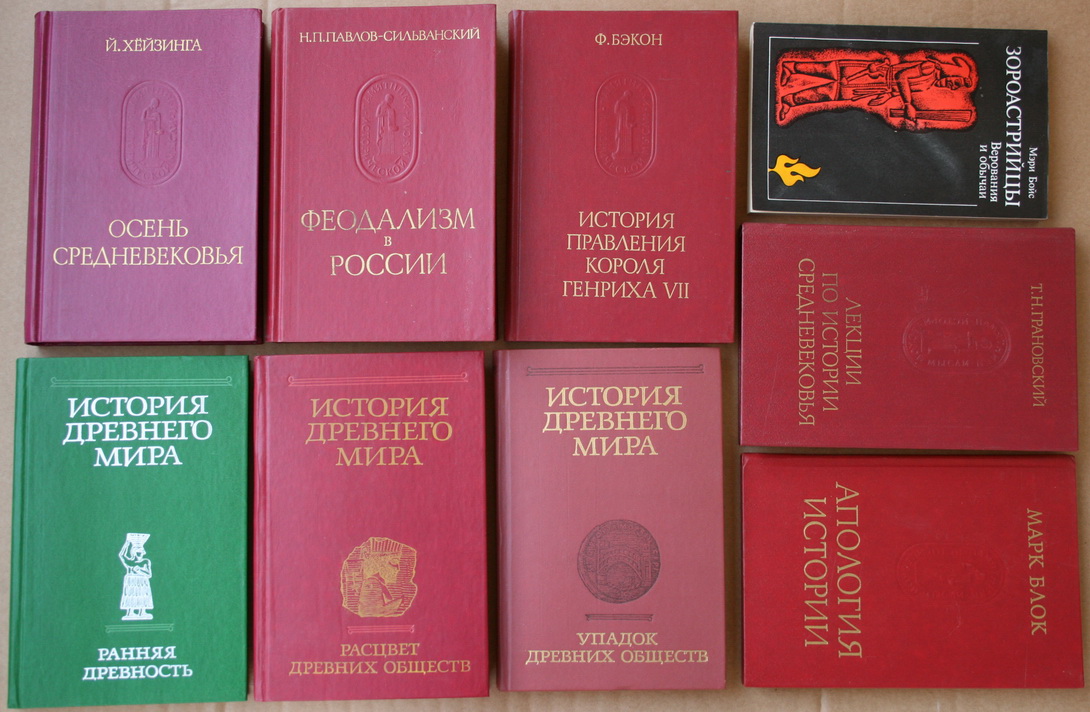 Й. ХЁЙЗИНГА
ОСЕНЬ
СРЕДНЕВЕКОВЬЯ
Н.П.ПАВЛОВ-СИЛЬВАНСКИЙ
ФЕОДАЛИЗМ
В
РОССИИ
Ф. БЭКОН
ИСТОРИЯ
ПРАВЛЕНИЯ
КОРОЛЯ
ГЕНРИХА VII
Мэри Бойс
ЗОРОАСТРИЙЦЫ
Верования
и обычаи
Т.Н.ГРАНОВСКИЙ
ЛЕКЦИИ
ПО ИСТОРИИ
СРЕДНЕВЕКОВЬЯ
МАРК БЛОК
АПОЛОГИЯ
ИСТОРИИ
ИСТОРИЯ
ДРЕВНЕГО
МИРА
РАННЯЯ
ДРЕВНОСТЬ
ИСТОРИЯ
ДРЕВНЕГО
МИРА
РАСЦВЕТ
ДРЕВНИХ ОБЩЕСТВ
ИСТОРИЯ
ДРЕВНЕГО
МИРА
УПАДОК
ДРЕВНИХ ОБЩЕСТВ